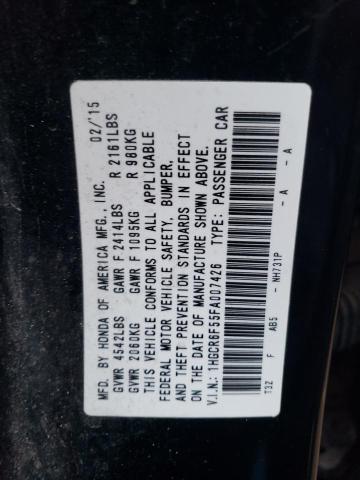 MFD. BY HONDA OF AMERICA MFG., INC. 02/'15
GVWR 4542LBS GAWR F 2414LBS R 2161LBS
GVWR 2060KG GAWR F 1095KG R 980KG
THIS VEHICLE CONFORMS TO ALL APPLICABLE
FEDERAL MOTOR VEHICLE SAFETY, BUMPER,
AND THEFT PREVENTION STANDARDS IN EFFECT
ON THE DATE OF MANUFACTURE SHOWN ABOVE.
V.I.N.: 1HGCR6F55FA007426 TYPE: PASSENGER CAR
T3Z F AB5 - NH731P - A - A